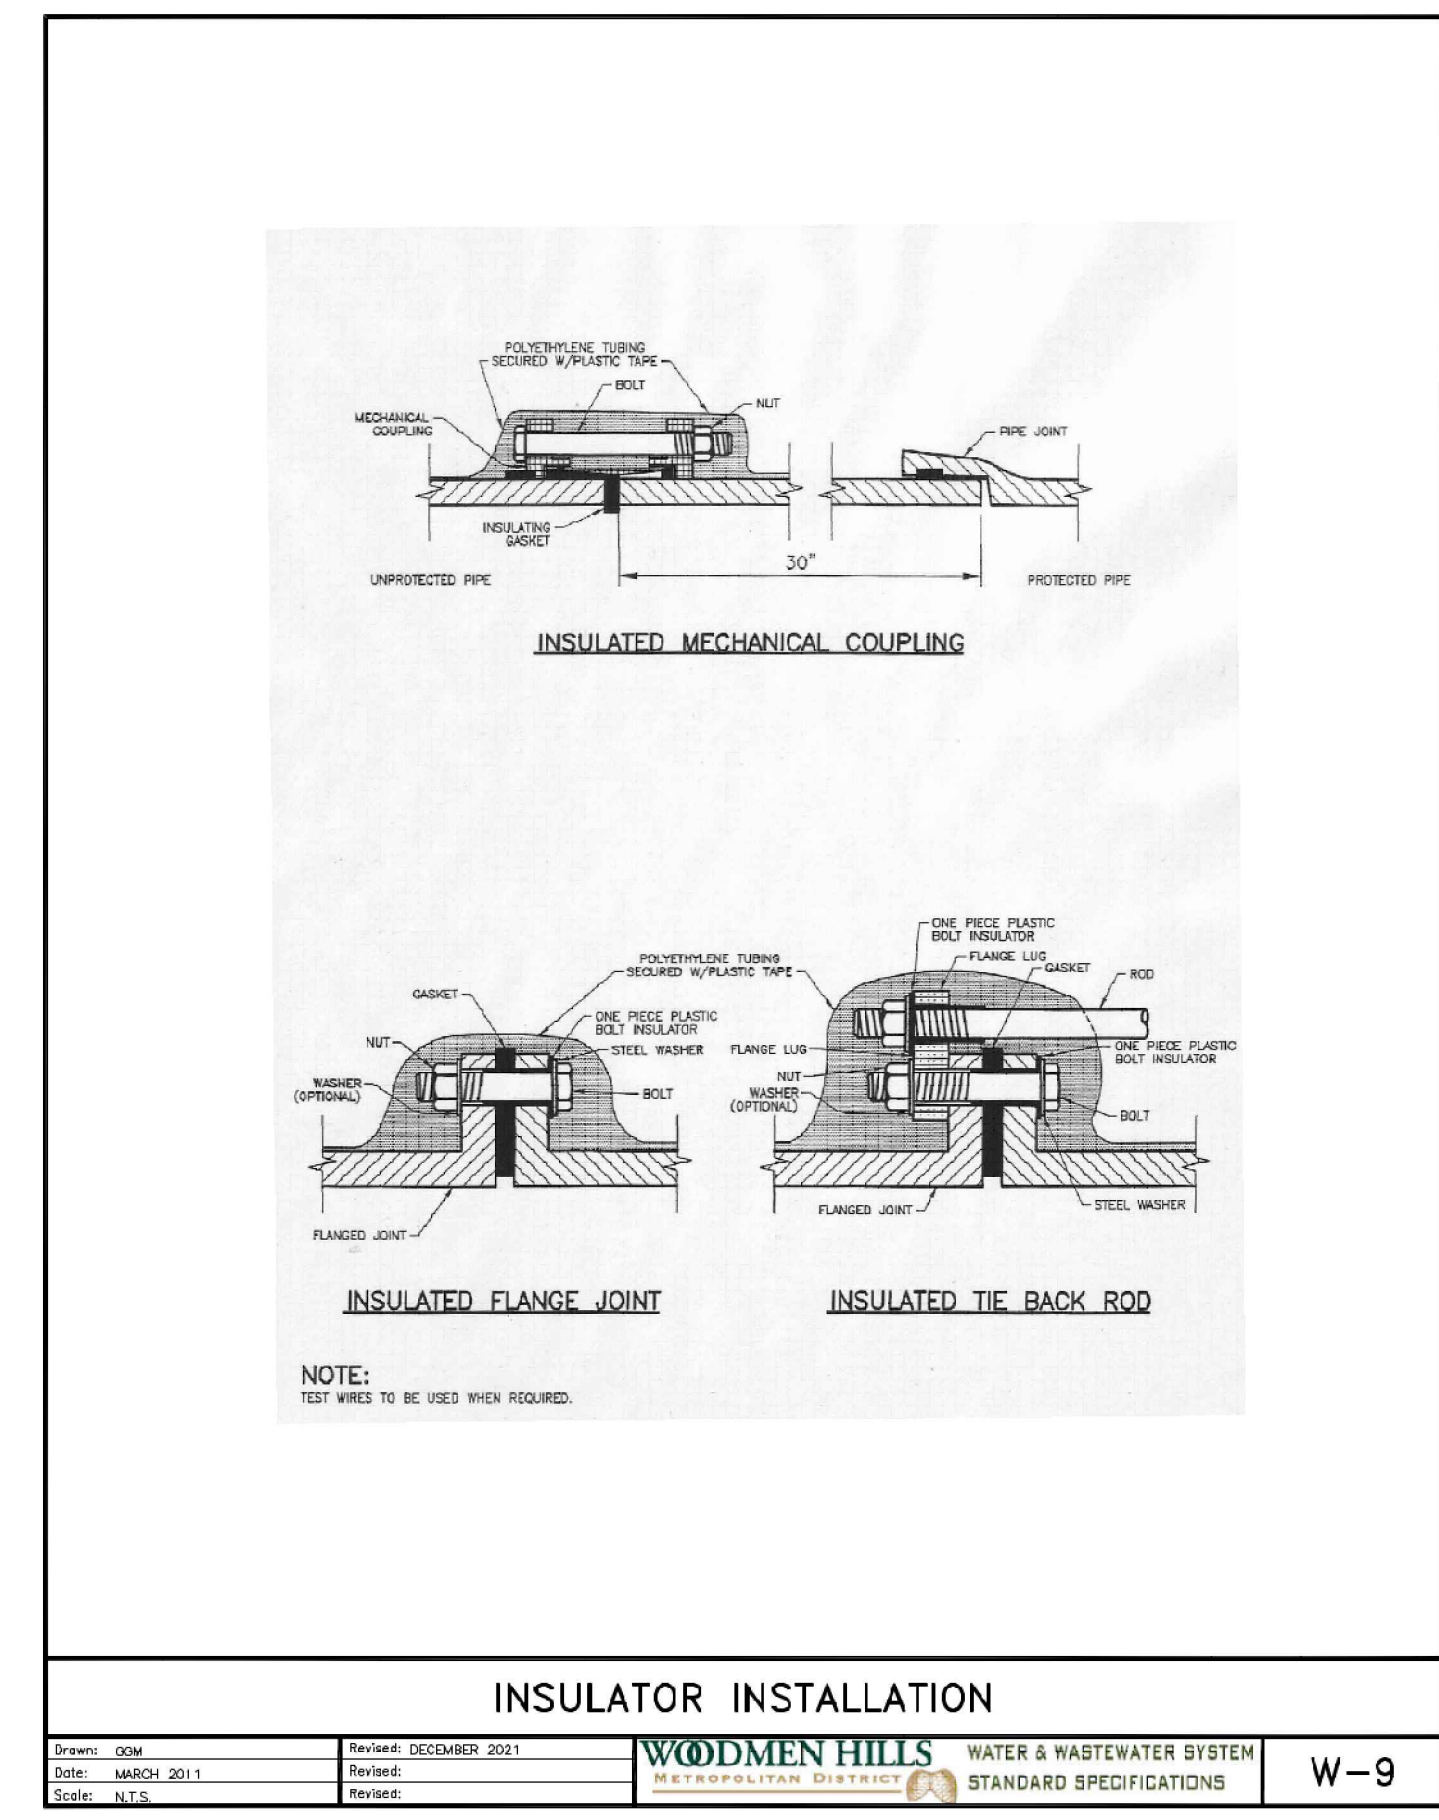 POLYETHYLENE TUBING
SECURED W/PLASTIC TAPE
BOLT
NUT
MECHANICAL
COUPLING
PIPE JOINT
INSULATING
GASKET
30"
UNPROTECTED PIPE
PROTECTED PIPE
INSULATED MECHANICAL COUPLING
ONE PIECE PLASTIC
BOLT INSULATOR
FLANGE LUG
GASKET
ROD
POLYETHYLENE TUBING
SECURED W/PLASTIC TAPE
GASKET
ONE PIECE PLASTIC
BOLT INSULATOR
STEEL WASHER
NUT
WASHER
(OPTIONAL)
BOLT
FLANGE LUG
NUT
WASHER
(OPTIONAL)
ONE PIECE PLASTIC
BOLT INSULATOR
BOLT
STEEL WASHER
FLANGED JOINT
FLANGED JOINT
INSULATED FLANGE JOINT
INSULATED TIE BACK ROD
NOTE:
TEST WIRES TO BE USED WHEN REQUIRED.
INSULATOR INSTALLATION
Drawn: GGM
Date: MARCH 2011
Scale: N.T.S.
Revised: DECEMBER 2021
Revised:
Revised:
WOODMEN HILLS
METROPOLITAN DISTRICT
WATER & WASTEWATER SYSTEM
STANDARD SPECIFICATIONS
W-9